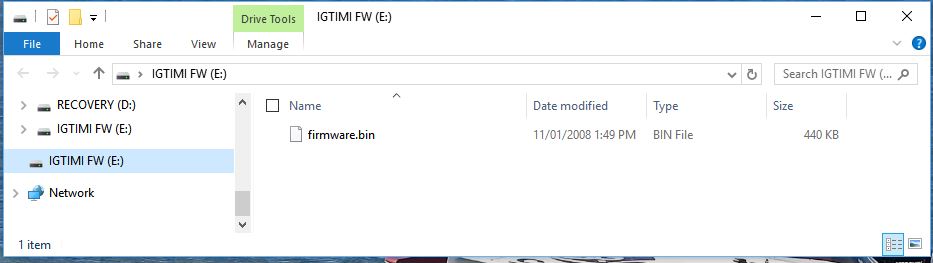 Drive Tools IGTIMI FW (E:)
File Home Share View Manage
IGTIMI FW (E:) Search IGTIMI FW (...
RECOVERY (D:) Name Date modified Type Size
IGTIMI FW (E:) firmware.bin 11/01/2008 1:49 PM BIN File 440 KB
IGTIMI FW (E:)
Network
1 item